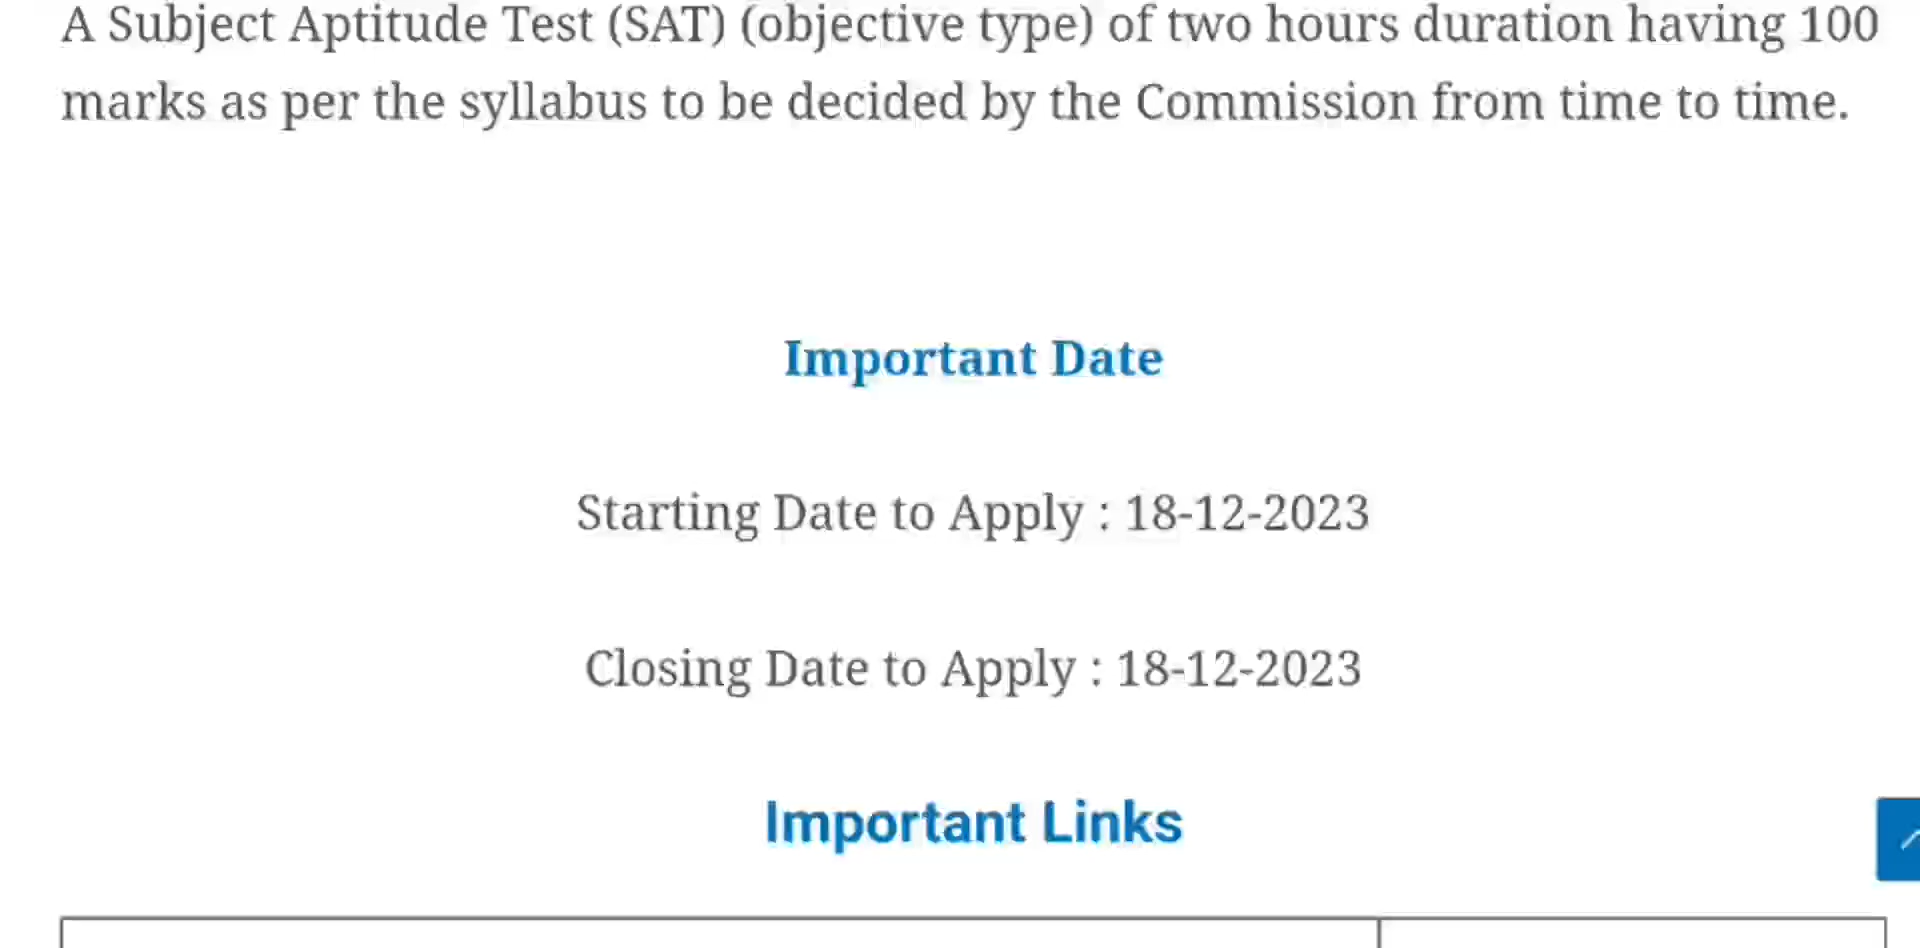 A Subject Aptitude Test (SAT) (objective type) of two hours duration having 100
marks as per the syllabus to be decided by the Commission from time to time.
Important Date
Starting Date to Apply : 18-12-2023
Closing Date to Apply : 18-12-2023
Important Links